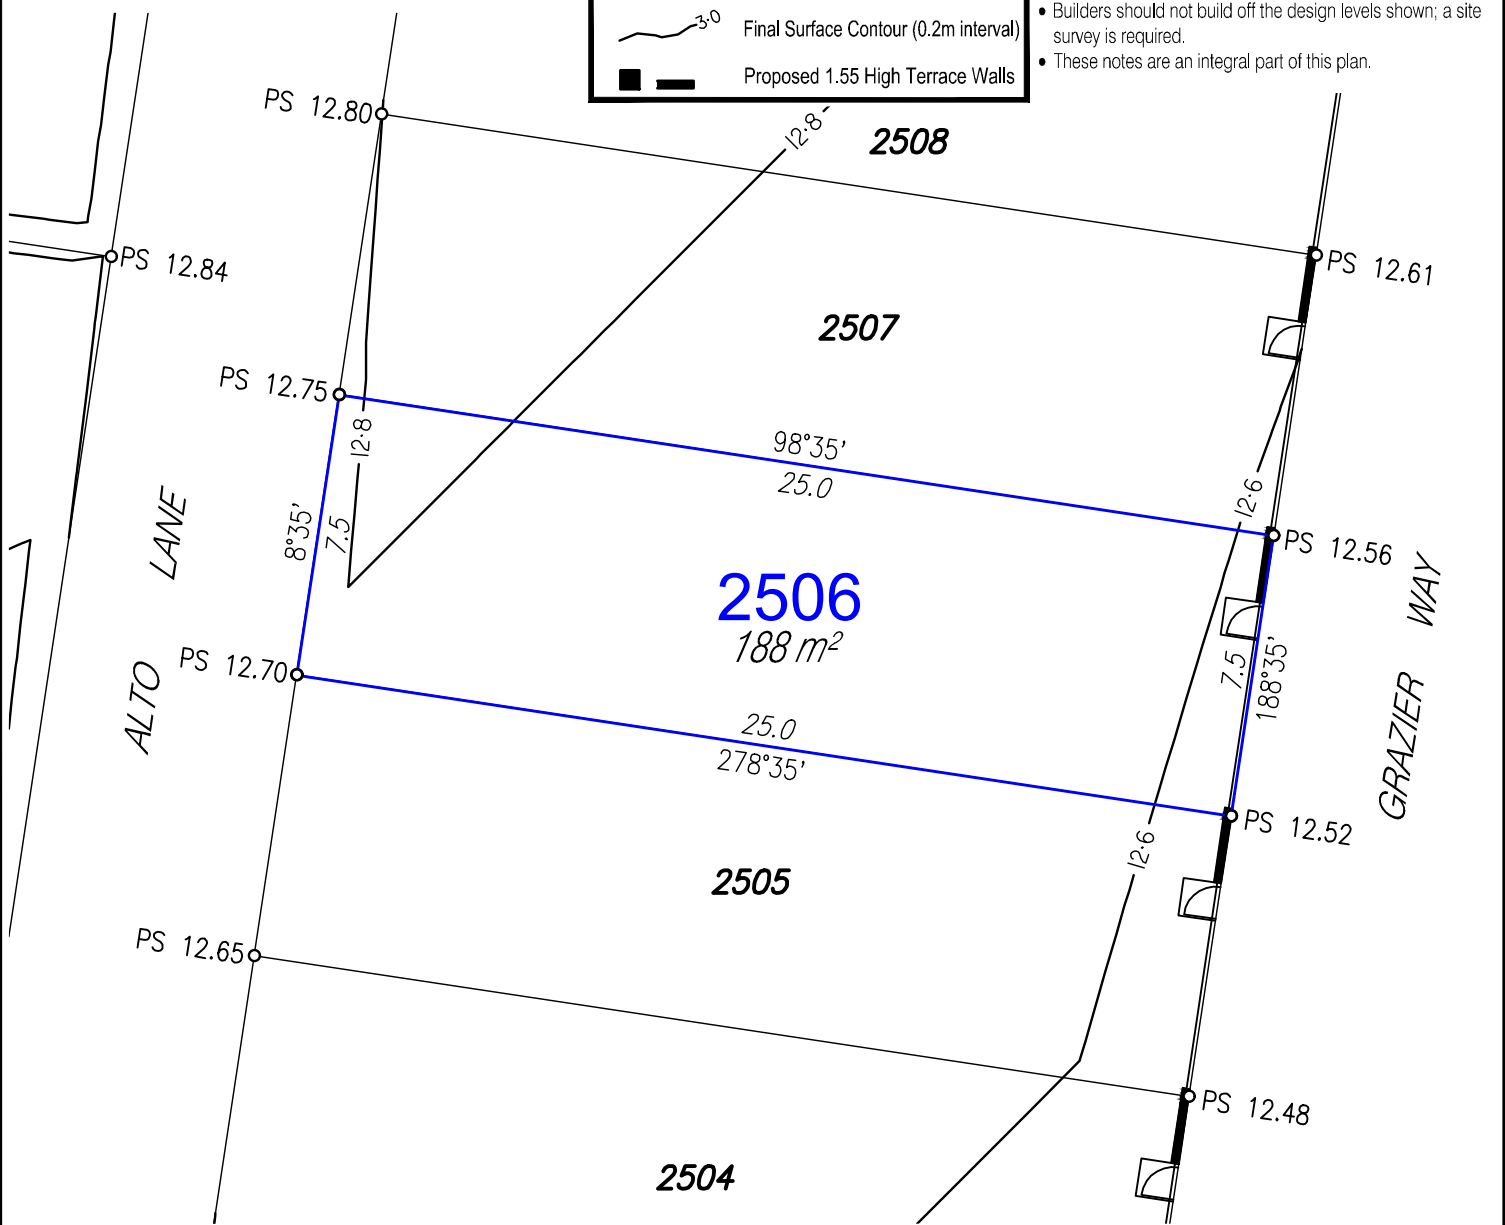 3·0 Final Surface Contour (0.2m interval)
Proposed 1.55 High Terrace Walls
• Builders should not build off the design levels shown; a site
survey is required.
• These notes are an integral part of this plan.
PS 12.80
12·8
2508
PS 12.84
PS 12.61
2507
PS 12.75
12·8
98°35'
25.0
12·6
PS 12.56
LANE
8°35'
7.5
2506
188 m²
WAY
ALTO
PS 12.70
7.5
188°35'
GRAZIER
25.0
278°35'
PS 12.52
12·6
2505
PS 12.65
PS 12.48
2504